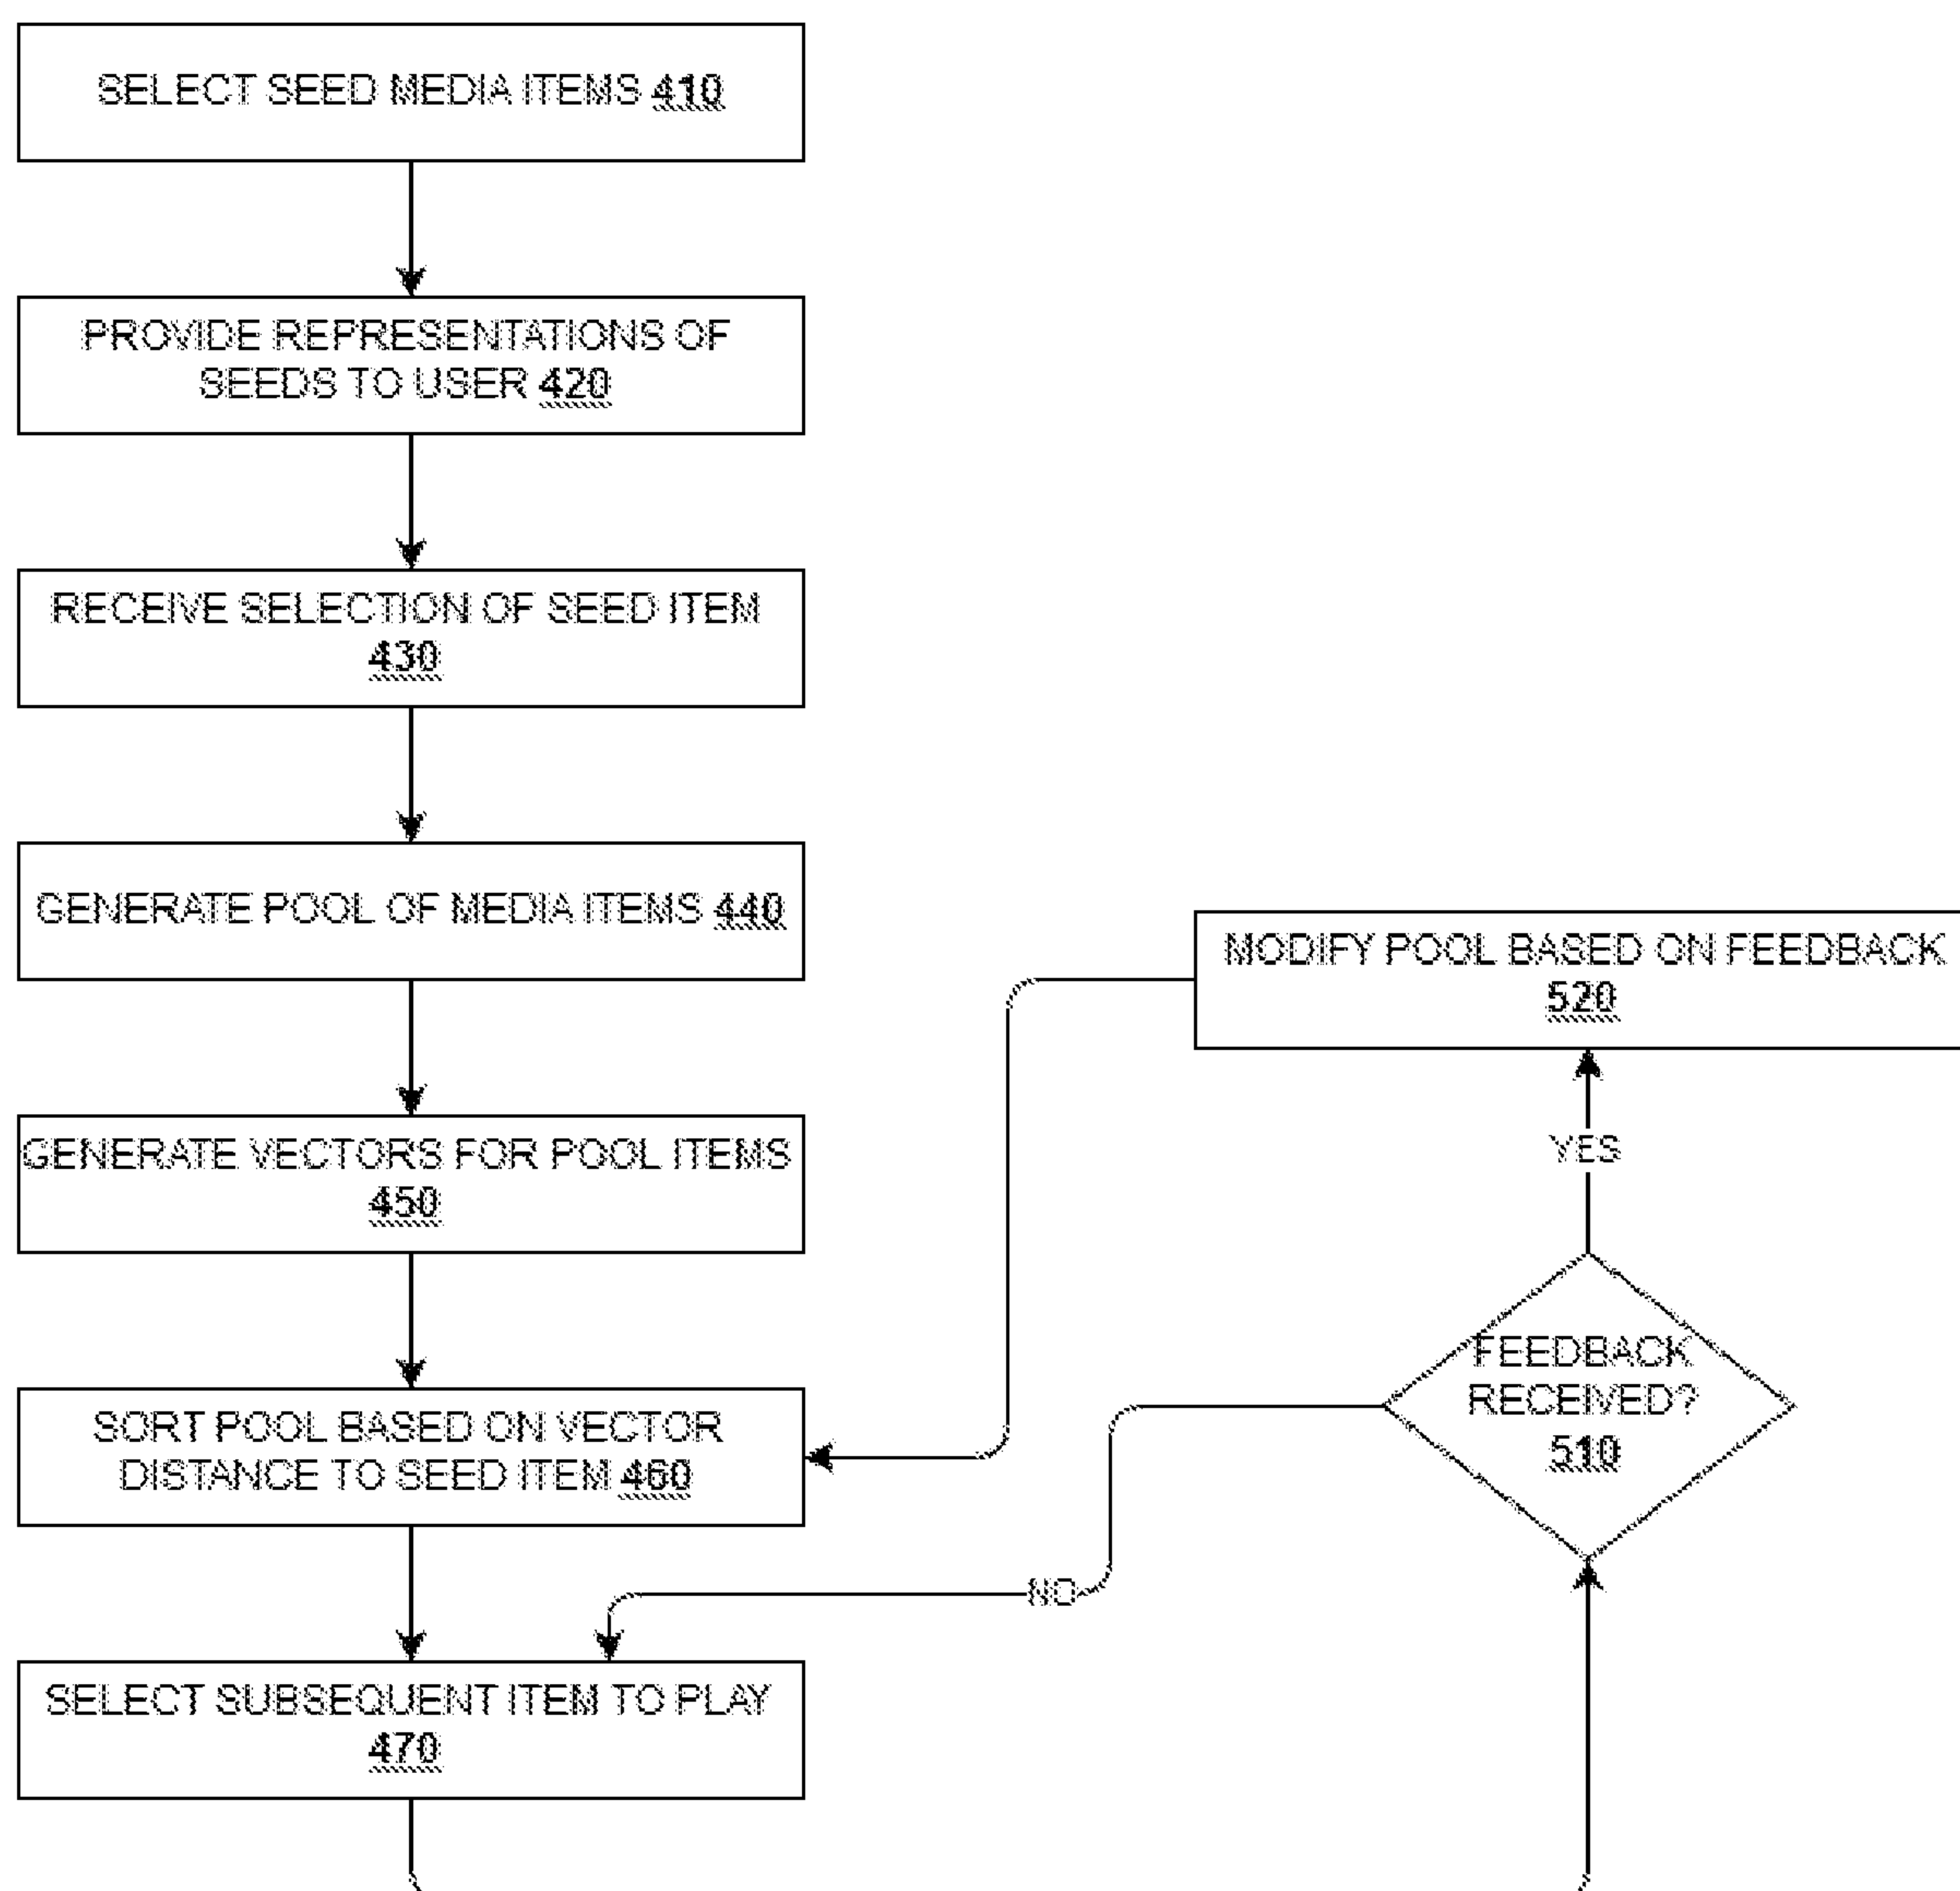 SELECT SEED MEDIA ITEMS 410
PROVIDE REPRESENTATIONS OF
SEEDS TO USER 420
RECEIVE SELECTION OF SEED ITEM
430
GENERATE POOL OF MEDIA ITEMS 440
MODIFY POOL BASED ON FEEDBACK
520
GENERATE VECTORS FOR POOL ITEMS
450
YES
FEEDBACK
RECEIVED?
510
SORT POOL BASED ON VECTOR
DISTANCE TO SEED ITEM 460
NO
SELECT SUBSEQUENT ITEM TO PLAY
470